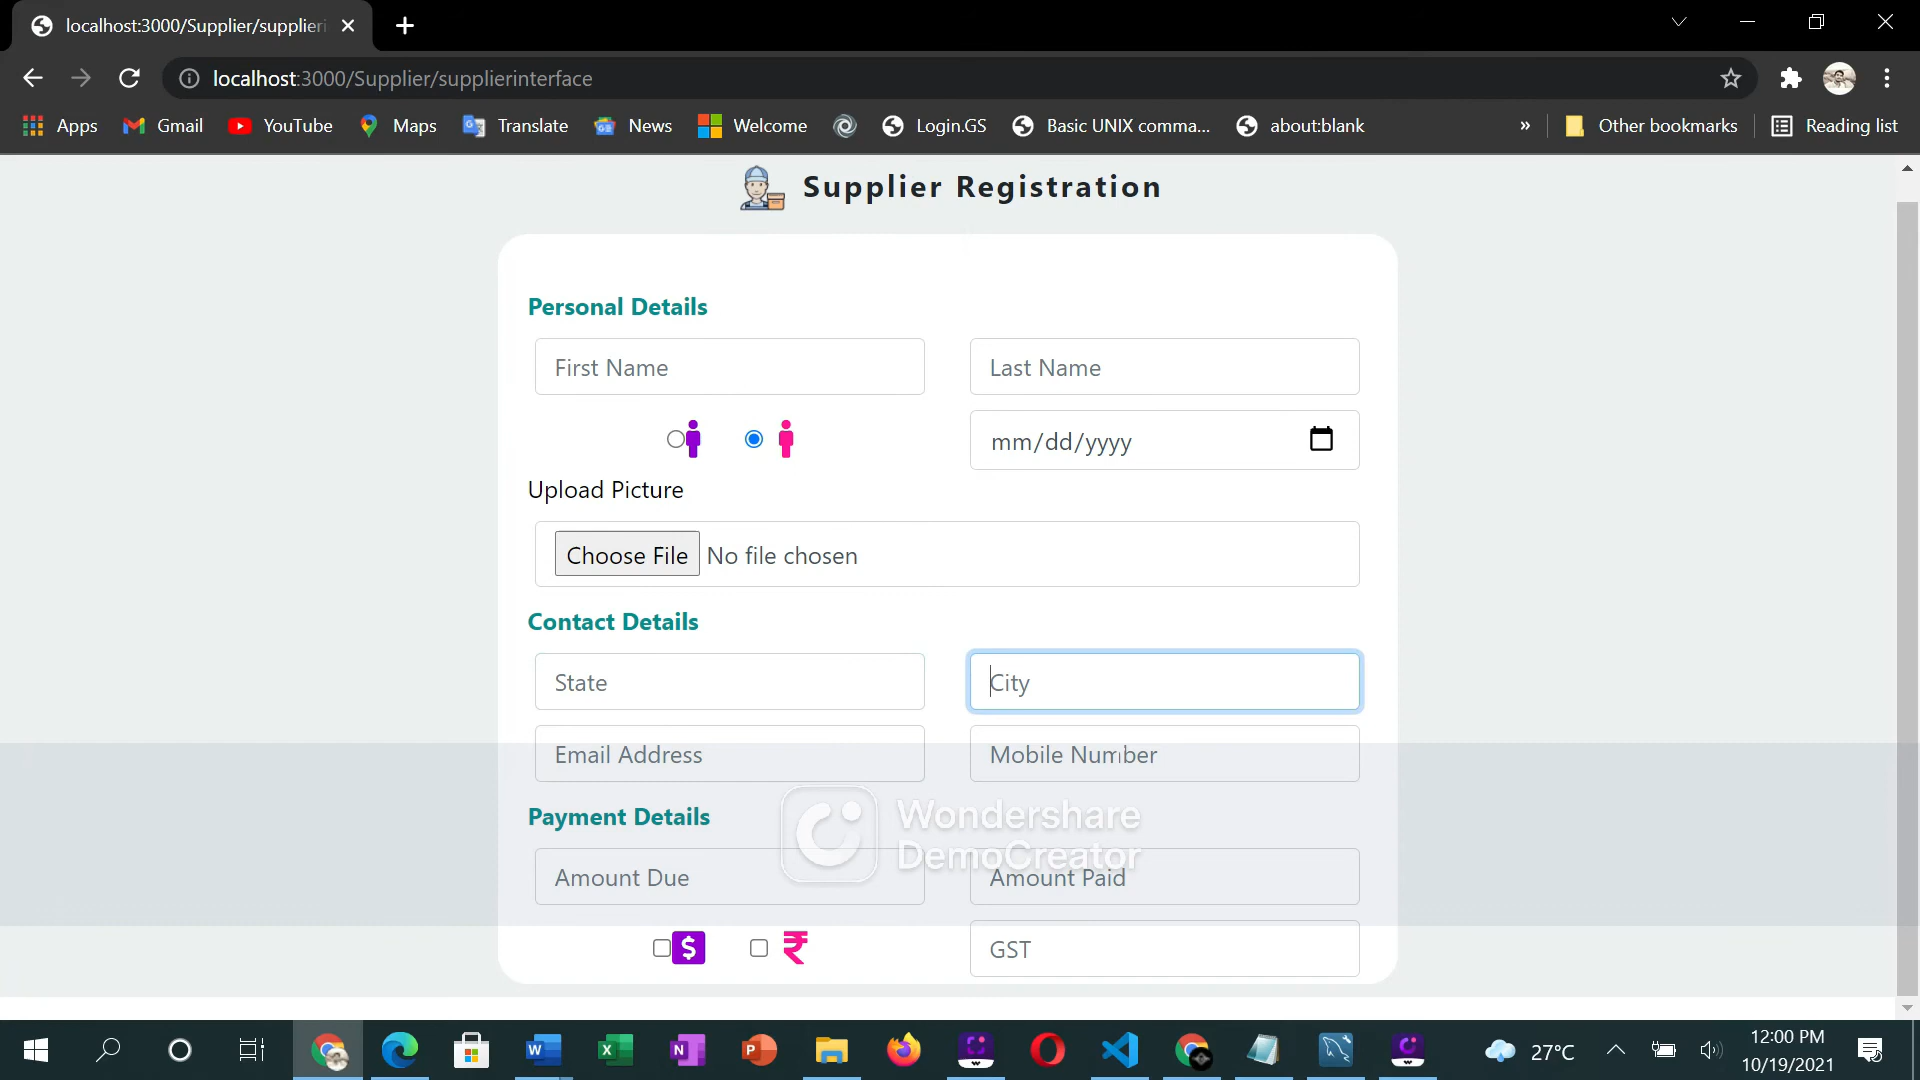 localhost:3000/Supplier/supplieri
localhost:3000/Supplier/supplierinterface
Apps Gmail YouTube Maps Translate News Welcome Login.GS Basic UNIX comma... about:blank » Other bookmarks Reading list
Supplier Registration
Personal Details
First Name Last Name
mm/dd/yyyy
Upload Picture
Choose File No file chosen
Contact Details
State City
Email Address Mobile Number
Wondershare
DemoCreator
Payment Details
Amount Due Amount Paid
$ ₹ GST
27°C 12:00 PM
10/19/2021